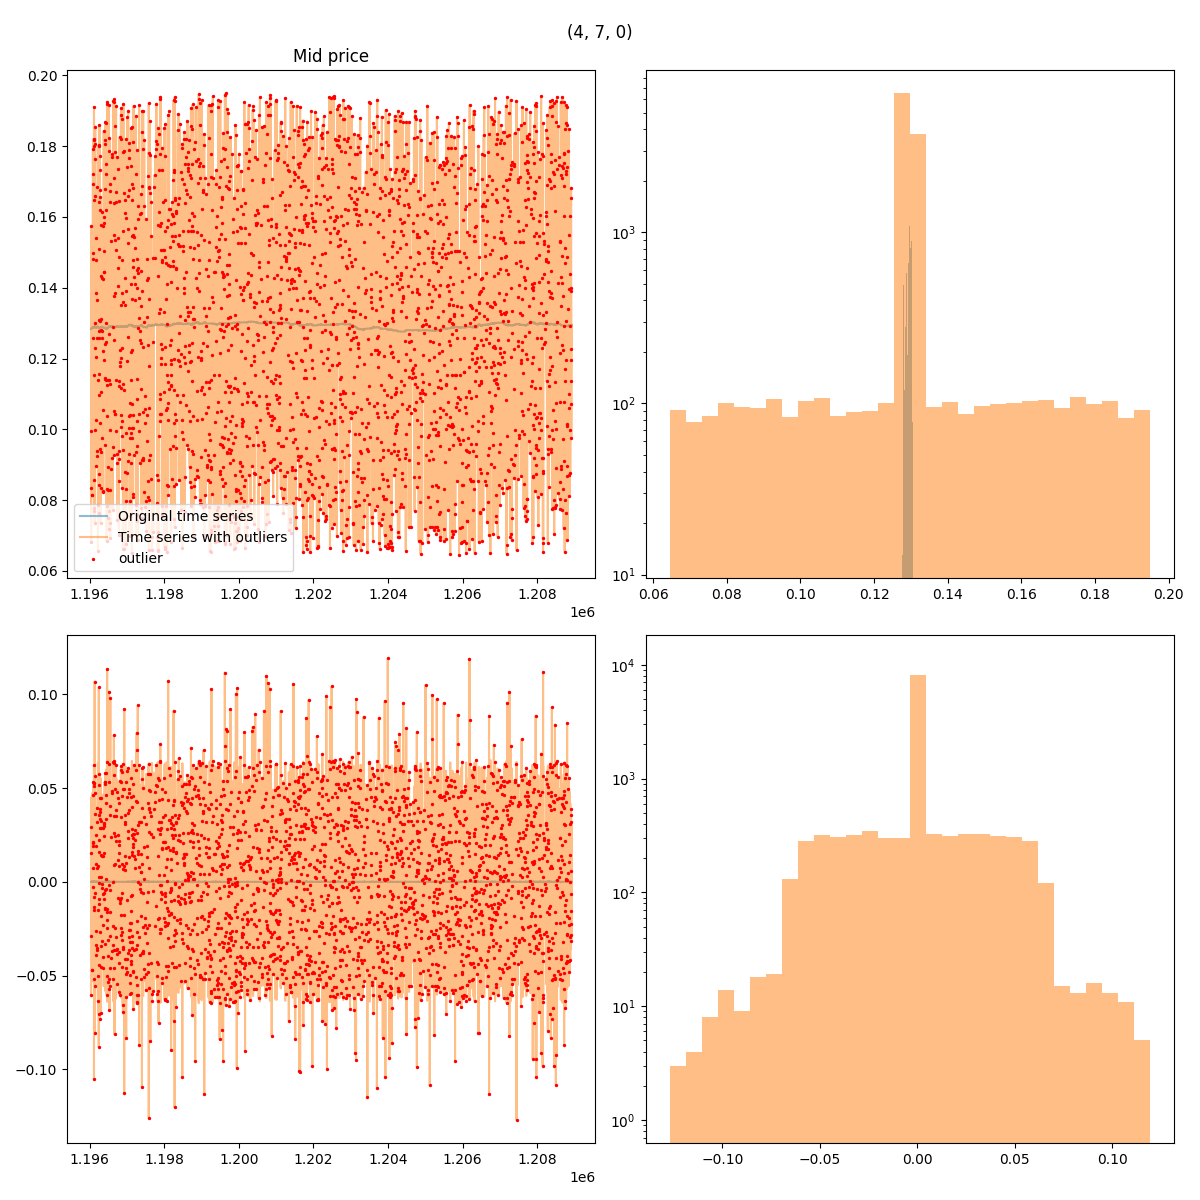 (4, 7, 0)
Mid price
0.20
0.18
0.16
0.14
0.12
0.10
0.08
0.06
Original time series
Time series with outliers
outlier
1.196 1.198 1.200 1.202 1.204 1.206 1.208
1e6
10³
10²
10¹
0.06 0.08 0.10 0.12 0.14 0.16 0.18 0.20
0.10
0.05
0.00
−0.05
−0.10
1.196 1.198 1.200 1.202 1.204 1.206 1.208
1e6
10⁴
10³
10²
10¹
10⁰
−0.10 −0.05 0.00 0.05 0.10